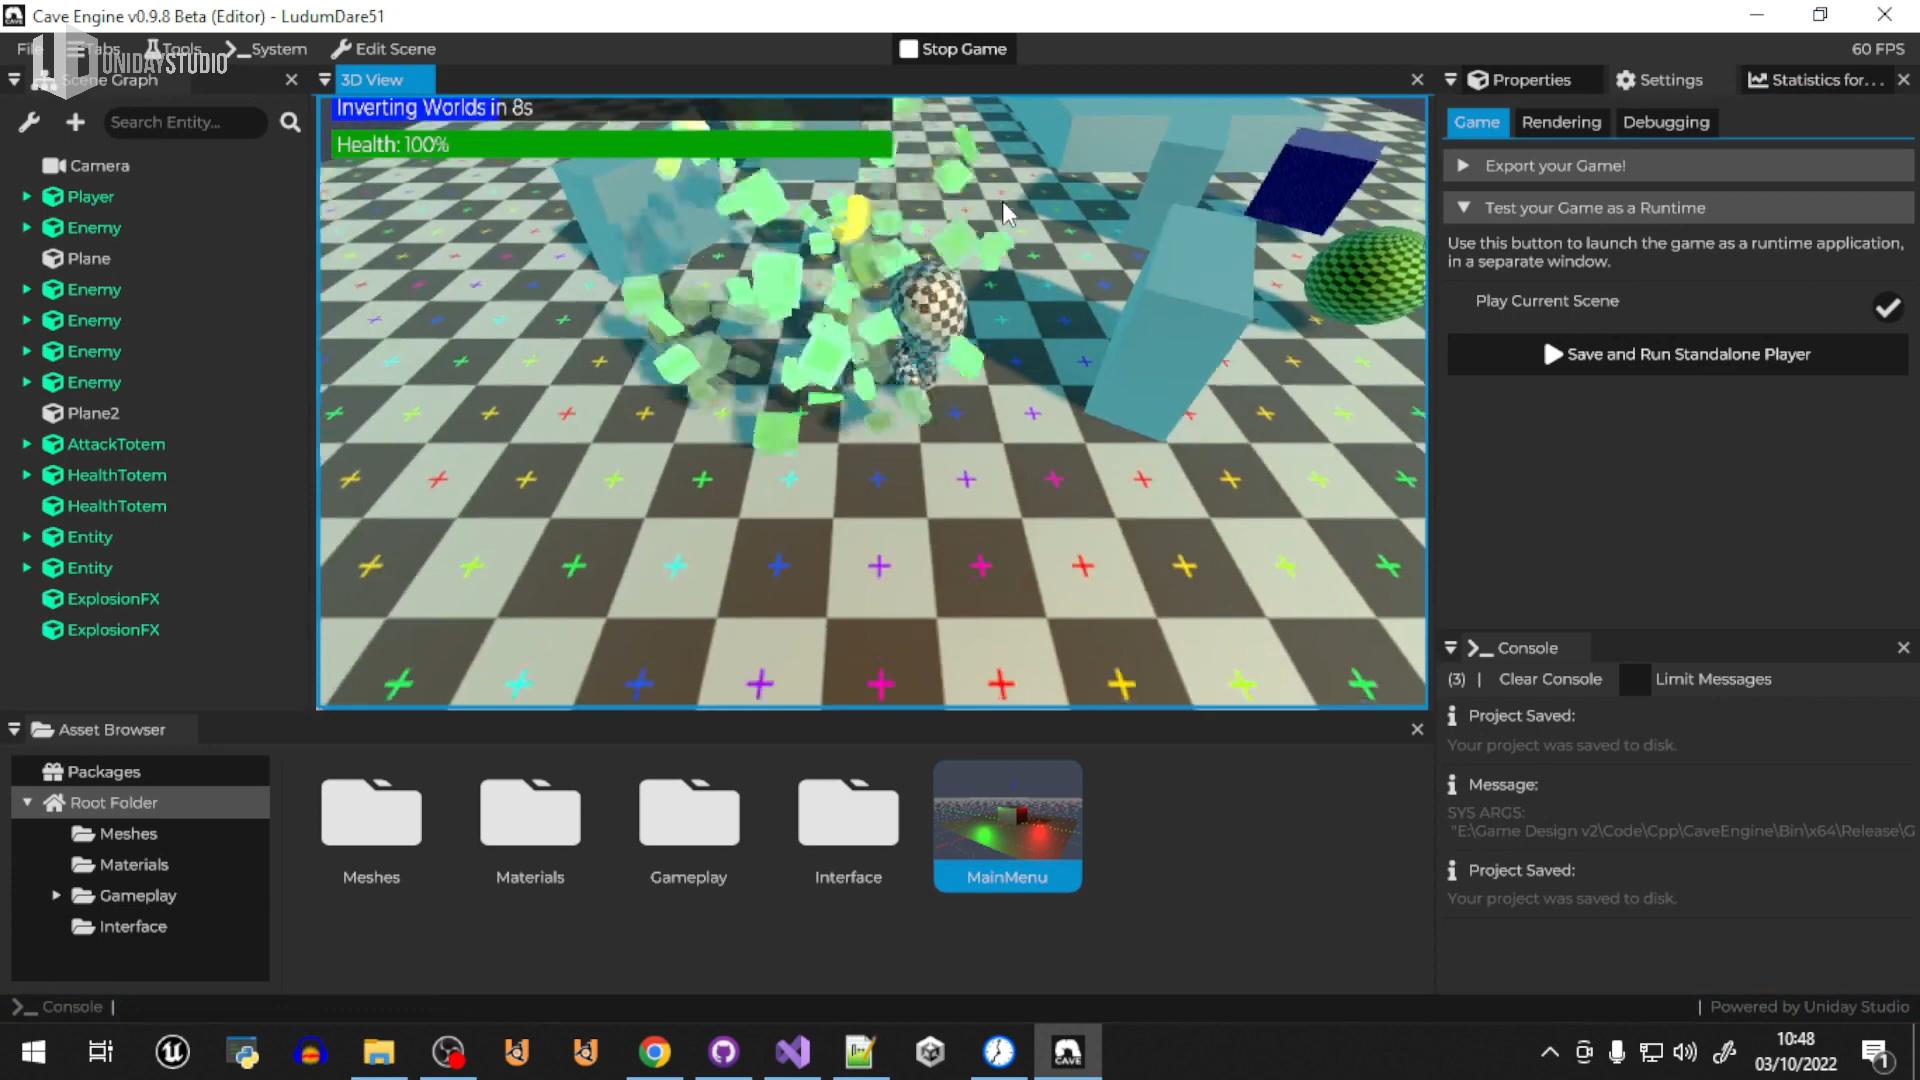 Cave Engine v0.9.8 Beta (Editor) - LudumDare51
File
Tabs
Tools
System
Edit Scene
Stop Game
60 FPS
UNIDAYSTUDIO
Scene Graph
3D View
Properties
Settings
Statistics for...
Search Entity...
Camera
Player
Enemy
Plane
Enemy
Enemy
Enemy
Enemy
Plane2
AttackTotem
HealthTotem
HealthTotem
Entity
Entity
ExplosionFX
ExplosionFX
Inverting Worlds in 8s
Health: 100%
Game
Rendering
Debugging
Export your Game!
Test your Game as a Runtime
Use this button to launch the game as a runtime application,
in a separate window.
Play Current Scene
Save and Run Standalone Player
Console
(3) |
Clear Console
Limit Messages
Project Saved:
Your project was saved to disk.
Message:
SYS ARGS:
"E:\Game Design v2\Code\Cpp\CaveEngine\Bin\x64\Release\G
Project Saved:
Your project was saved to disk.
Asset Browser
Packages
Root Folder
Meshes
Materials
Gameplay
Interface
Meshes
Materials
Gameplay
Interface
MainMenu
Console |
| Powered by Uniday Studio
CAVE
10:48
03/10/2022
1